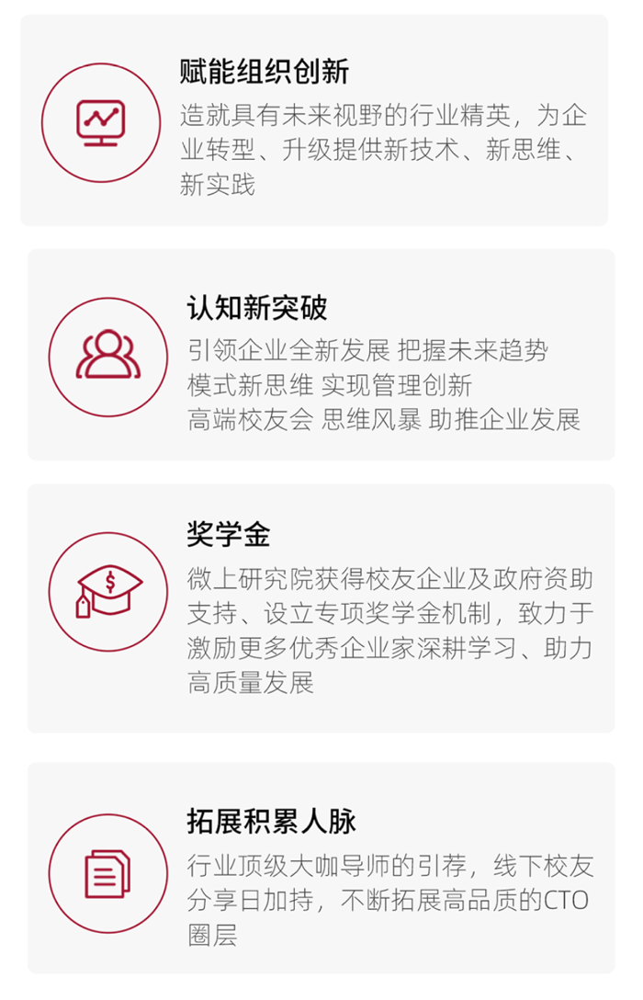 赋能组织创新
造就具有未来视野的行业精英，为企
业转型、升级提供新技术、新思维、
新实践
认知新突破
引领企业全新发展 把握未来趋势
模式新思维 实现管理创新
高端校友会 思维风暴 助推企业发展
奖学金
微上研究院获得校友企业及政府资助
支持、设立专项奖学金机制，致力于
激励更多优秀企业家深耕学习、助力
高质量发展
拓展积累人脉
行业顶级大咖导师的引荐，线下校友
分享日加持，不断拓展高品质的CTO
圈层